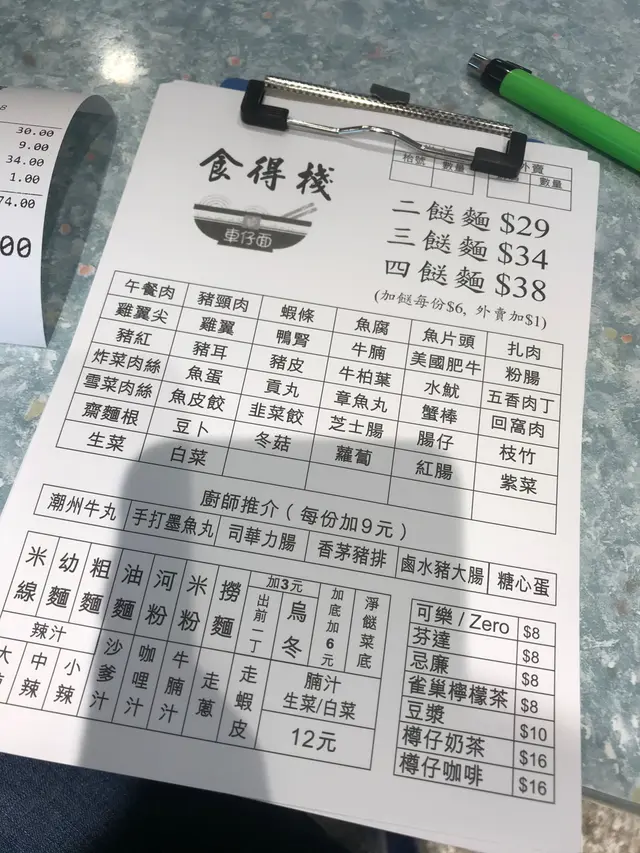 30.00
9.00
34.00
1.00
74.00
枱號 數量 外賣 數量
食得棧
車仔面
二餸麵 $29
三餸麵 $34
四餸麵 $38
(加餸每份$6, 外賣加$1)
午餐肉 豬頸肉 蝦條 魚腐 魚片頭 扎肉
雞翼尖 雞翼 鴨腎 牛腩 美國肥牛 粉腸
豬紅 豬耳 豬皮 牛柏葉 水魷 五香肉丁
炸菜肉絲 魚蛋 貢丸 章魚丸 蟹棒 回窩肉
雪菜肉絲 魚皮餃 韮菜餃 芝士腸 腸仔 枝竹
齋麵根 豆卜 冬菇 蘿蔔 紅腸 紫菜
生菜 白菜
廚師推介 ( 每份加9元 )
潮州牛丸 手打墨魚丸 司華力腸 香茅豬排 鹵水豬大腸 糖心蛋
米線 幼麵 粗麵 油麵 河粉 米粉 撈麵 加3元 出前一丁 烏冬 加底加6元 淨餸菜底
辣汁
大辣 中辣 小辣 沙爹汁 咖哩汁 牛腩汁 走蔥 走蝦皮
腩汁
生菜/白菜
12元
可樂 / Zero $8
芬達 $8
忌廉 $8
雀巢檸檬茶 $8
豆漿 $10
樽仔奶茶 $16
樽仔咖啡 $16